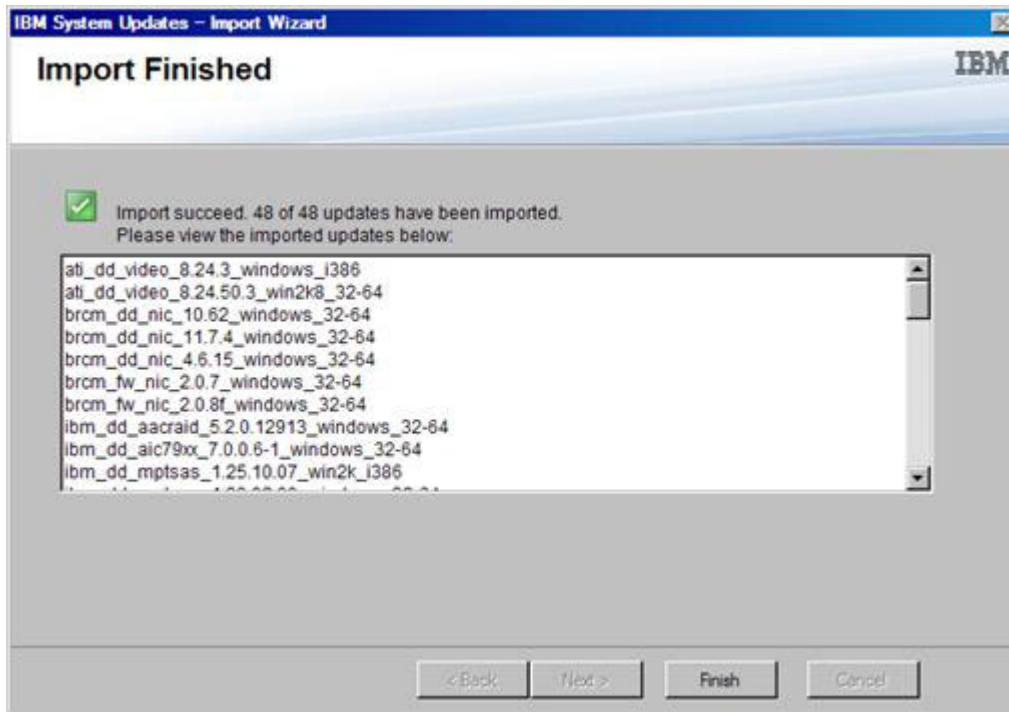 IBM System Updates – Import Wizard
Import Finished
IBM
Import succeed. 48 of 48 updates have been imported.
Please view the imported updates below:
ati_dd_video_8.24.3_windows_i386
ati_dd_video_8.24.50.3_win2k8_32-64
brcm_dd_nic_10.62_windows_32-64
brcm_dd_nic_11.7.4_windows_32-64
brcm_dd_nic_4.6.15_windows_32-64
brcm_fw_nic_2.0.7_windows_32-64
brcm_fw_nic_2.0.8f_windows_32-64
ibm_dd_aacraid_5.2.0.12913_windows_32-64
ibm_dd_aic79xx_7.0.0.6-1_windows_32-64
ibm_dd_mptsas_1.25.10.07_win2k_i386
< Back Next > Finish Cancel